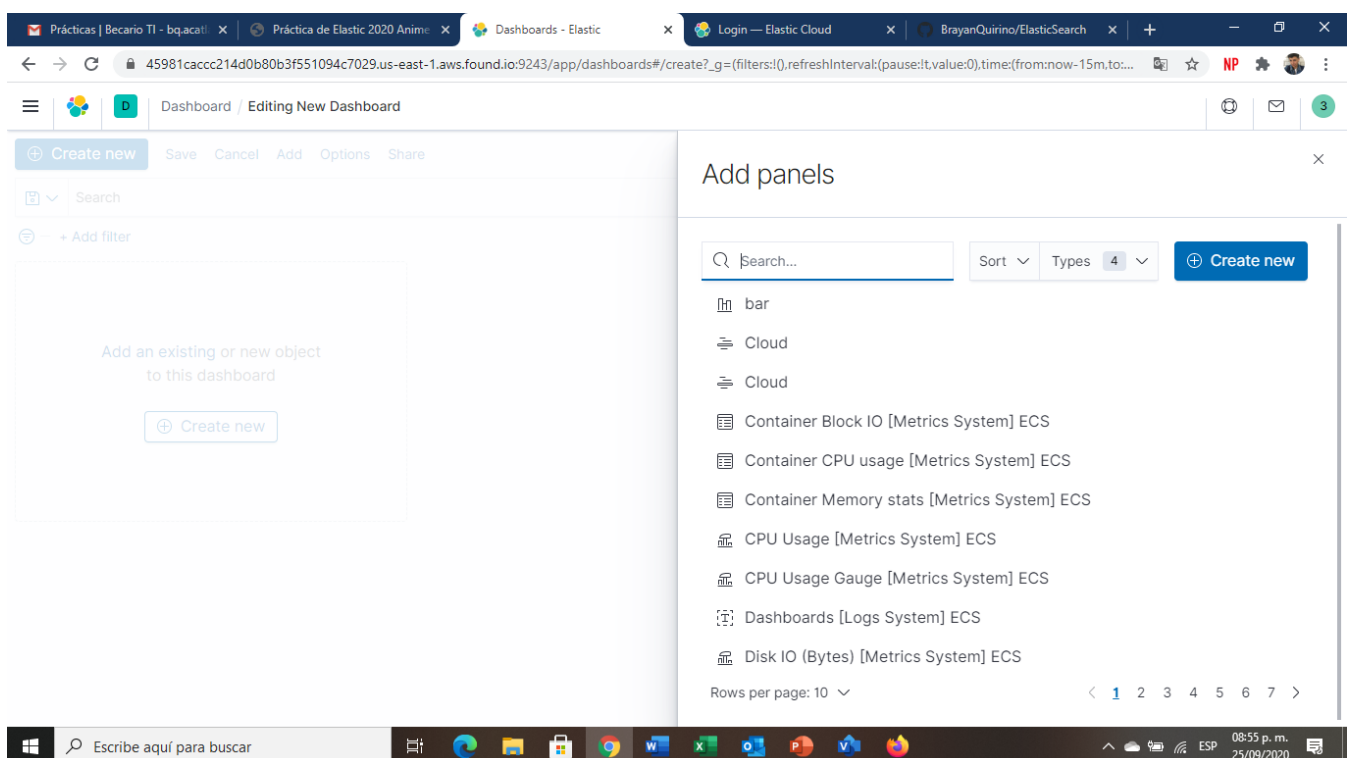 Prácticas | Becario TI - bq.acatl
Práctica de Elastic 2020 Anime
Dashboards - Elastic
Login — Elastic Cloud
BrayanQuirino/ElasticSearch
45981caccc214d0b80b3f551094c7029.us-east-1.aws.found.io:9243/app/dashboards#/create?_g=(filters:!(),refreshInterval:(pause:!t,value:0),time:(from:now-15m,to:...
NP
D
Dashboard / Editing New Dashboard
3
Create new Save Cancel Add Options Share
Search
+ Add filter
Add an existing or new object
to this dashboard
Create new
Add panels
Search...
Sort
Types 4
Create new
bar
Cloud
Cloud
Container Block IO [Metrics System] ECS
Container CPU usage [Metrics System] ECS
Container Memory stats [Metrics System] ECS
CPU Usage [Metrics System] ECS
CPU Usage Gauge [Metrics System] ECS
Dashboards [Logs System] ECS
Disk IO (Bytes) [Metrics System] ECS
Rows per page: 10
1 2 3 4 5 6 7
Escribe aquí para buscar
ESP
08:55 p. m.
25/09/2020